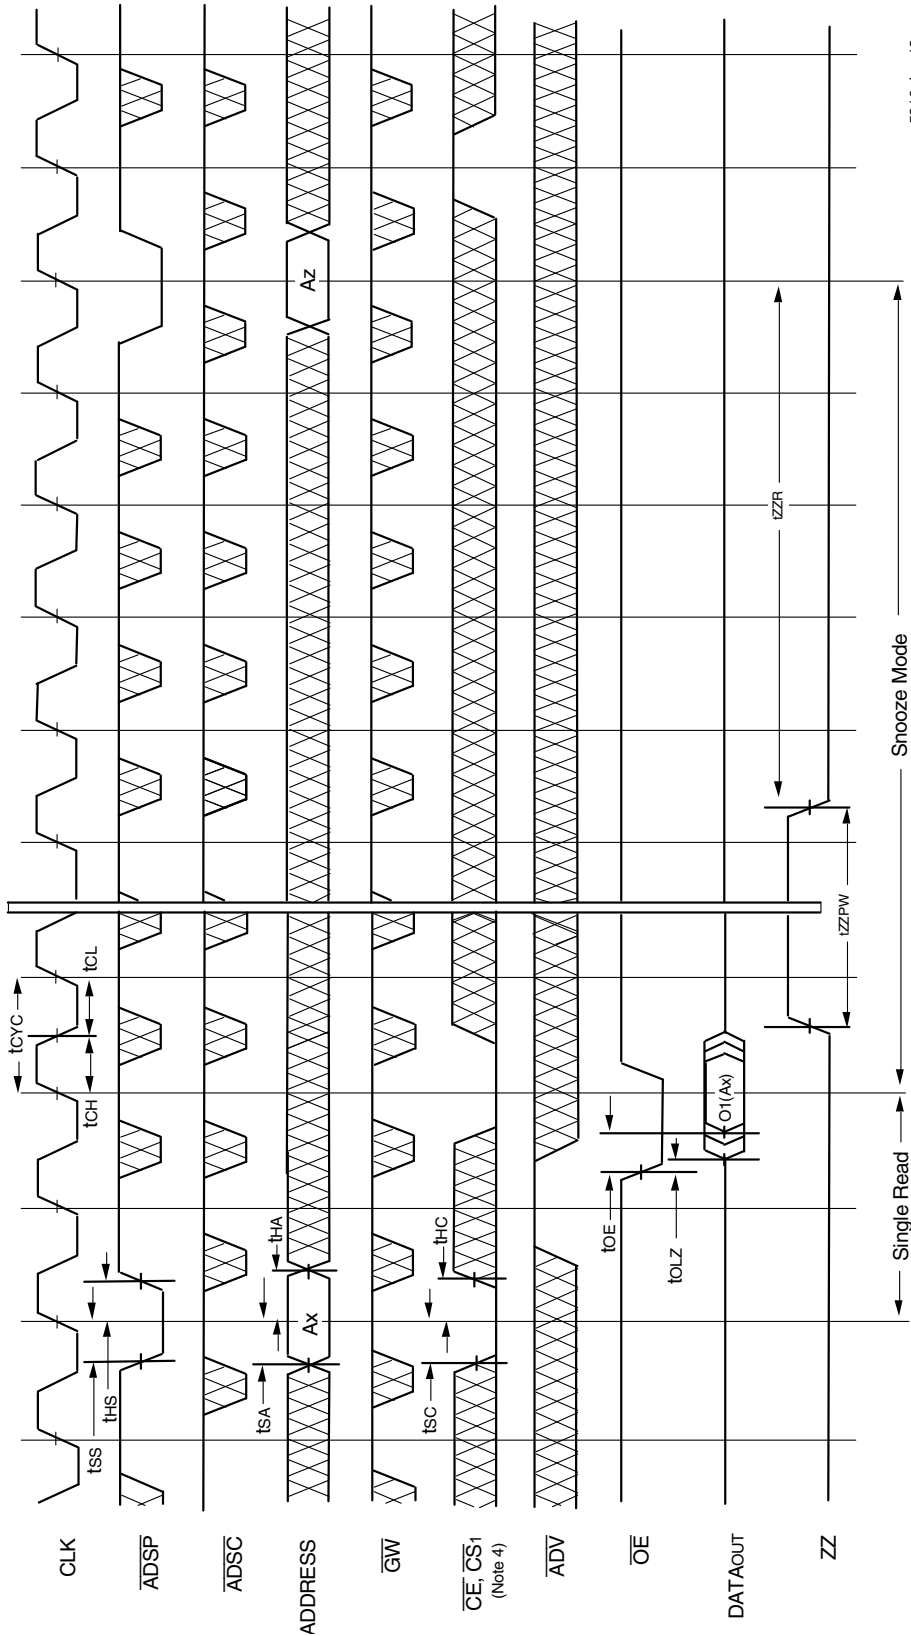 CLK
ADSP
ADSC
ADDRESS
GW
CE, CS1
(Note 4)
ADV
OE
DATAOUT
ZZ
tCYC
tCH
tCL
tSS
tHS
tSA
tHA
Ax
Az
tSC
tHC
tOE
tOLZ
O1(Ax)
tZZPW
tZZR
Single Read
Snooze Mode